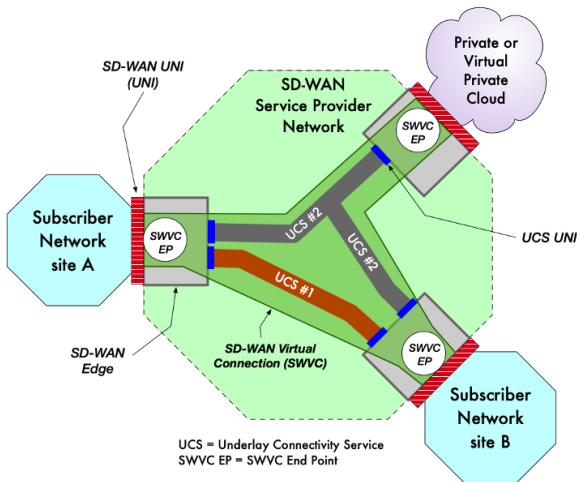 SD-WAN UNI
(UNI)
SD-WAN
Service Provider
Network
Private or
Virtual
Private
Cloud
SWVC
EP
UCS #2
UCS UNI
Subscriber
Network
site A
SWVC
EP
UCS #2
UCS #1
SD-WAN
Edge
SD-WAN Virtual
Connection (SWVC)
SWVC
EP
Subscriber
Network
site B
UCS = Underlay Connectivity Service
SWVC EP = SWVC End Point